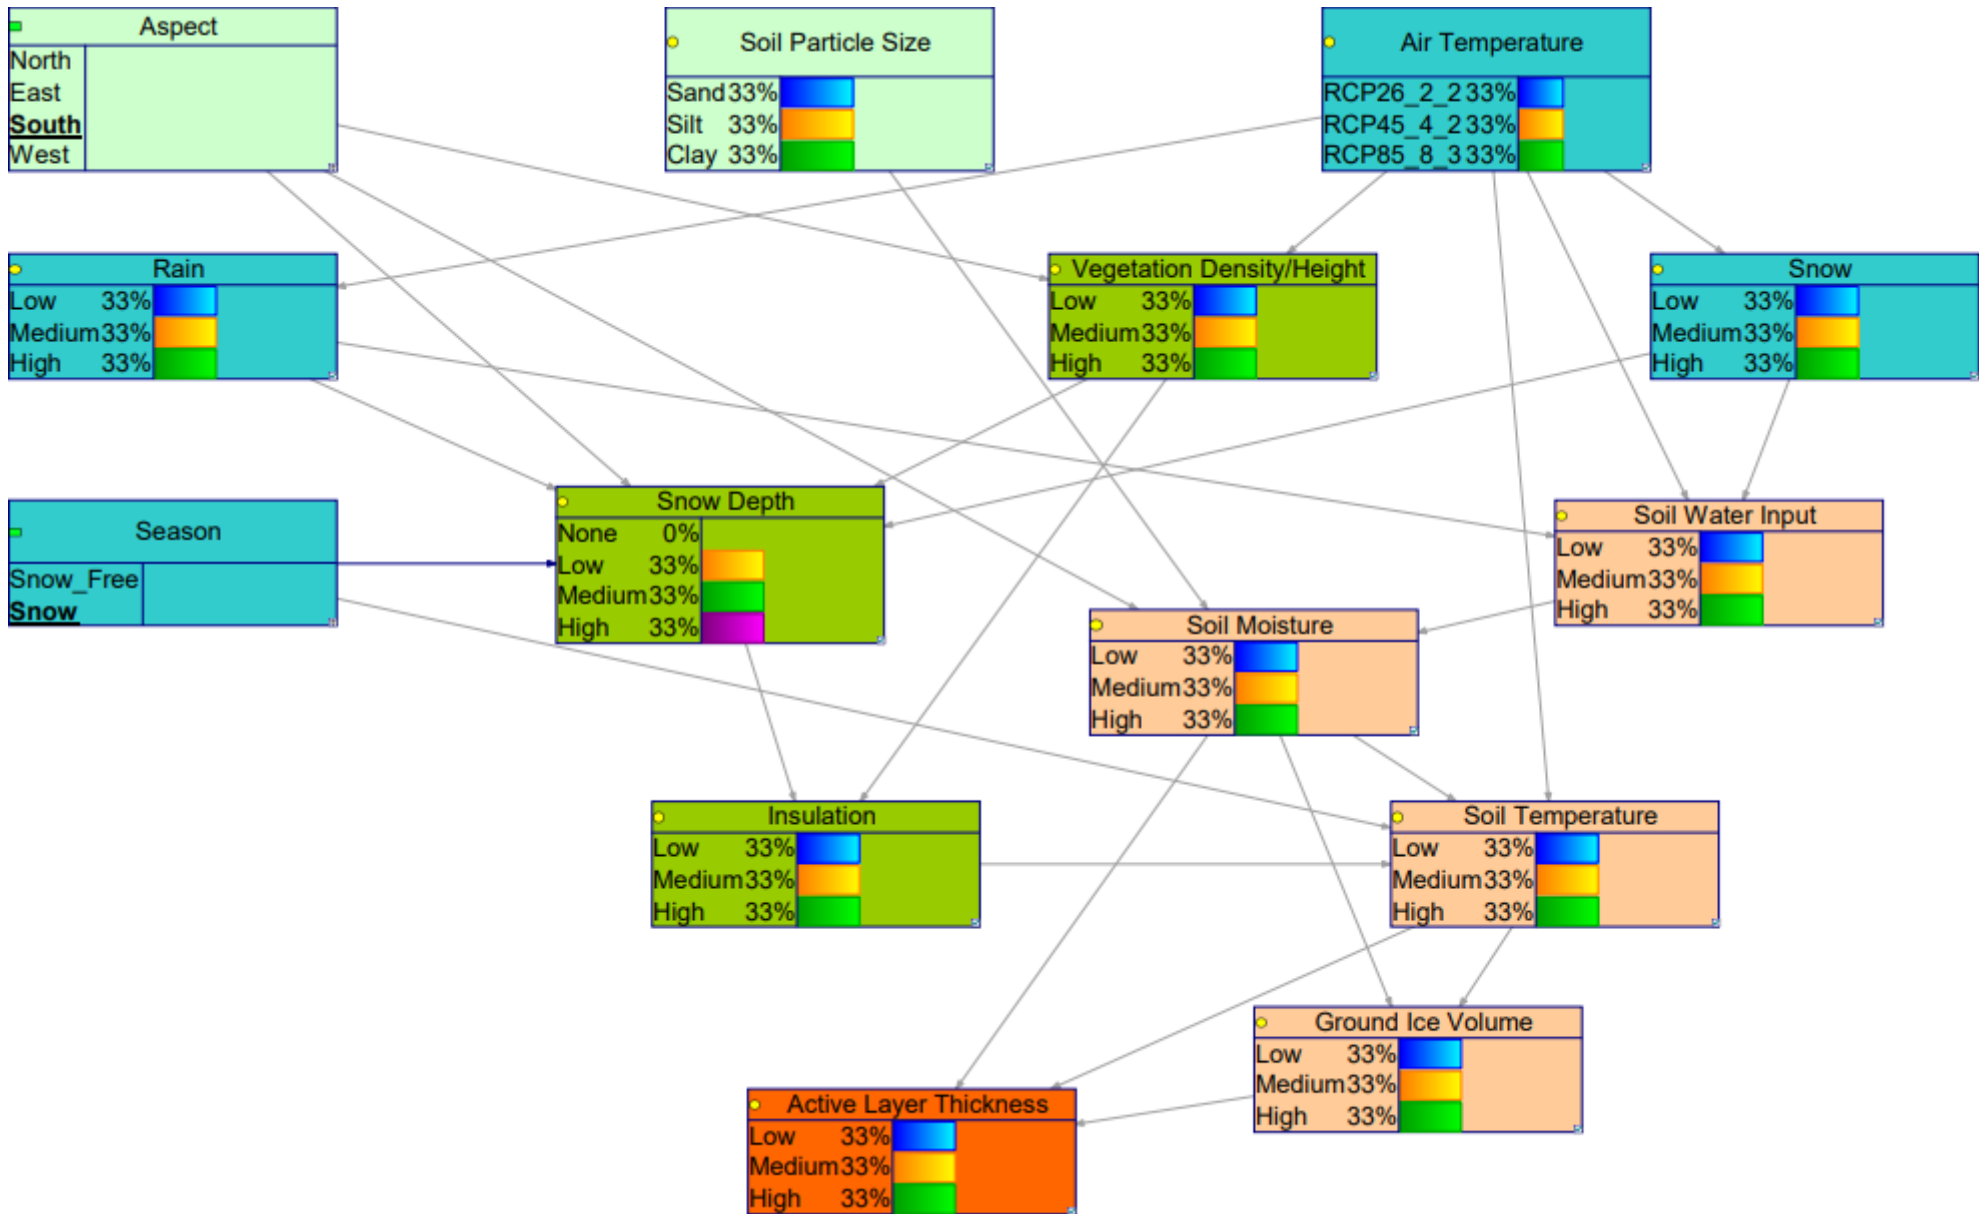 Aspect
North
East
South
West
Soil Particle Size
Sand 33%
Silt 33%
Clay 33%
Air Temperature
RCP26_2_2 33%
RCP45_4_2 33%
RCP85_8_3 33%
Rain
Low 33%
Medium 33%
High 33%
Vegetation Density/Height
Low 33%
Medium 33%
High 33%
Snow
Low 33%
Medium 33%
High 33%
Season
Snow_Free
Snow
Snow Depth
None 0%
Low 33%
Medium 33%
High 33%
Soil Water Input
Low 33%
Medium 33%
High 33%
Soil Moisture
Low 33%
Medium 33%
High 33%
Insulation
Low 33%
Medium 33%
High 33%
Soil Temperature
Low 33%
Medium 33%
High 33%
Ground Ice Volume
Low 33%
Medium 33%
High 33%
Active Layer Thickness
Low 33%
Medium 33%
High 33%